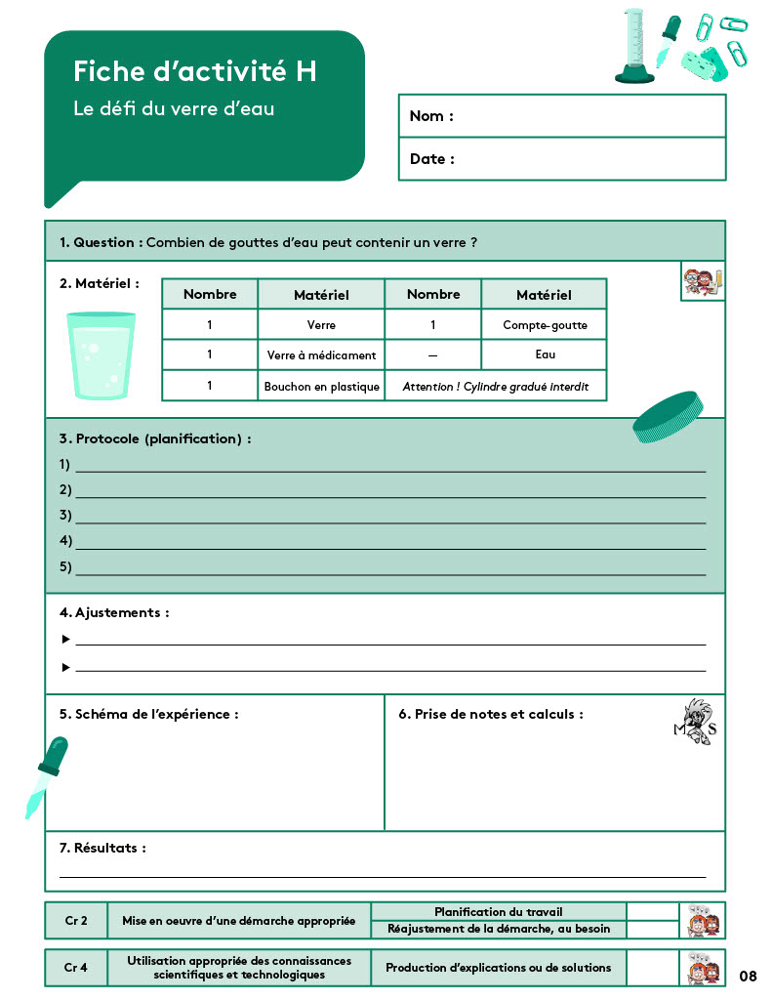 Fiche d’activité H
Le défi du verre d’eau
Nom :
Date :
1. Question : Combien de gouttes d’eau peut contenir un verre ?
2. Matériel :
Nombre Matériel Nombre Matériel
1 Verre 1 Compte-goutte
1 Verre à médicament — Eau
1 Bouchon en plastique Attention ! Cylindre gradué interdit
3. Protocole (planification) :
1)
2)
3)
4)
5)
4. Ajustements :
5. Schéma de l’expérience :
6. Prise de notes et calculs :
M S
7. Résultats :
Cr 2
Mise en oeuvre d’une démarche appropriée
Planification du travail
Réajustement de la démarche, au besoin
Cr 4
Utilisation appropriée des connaissances
scientifiques et technologiques
Production d’explications ou de solutions
08